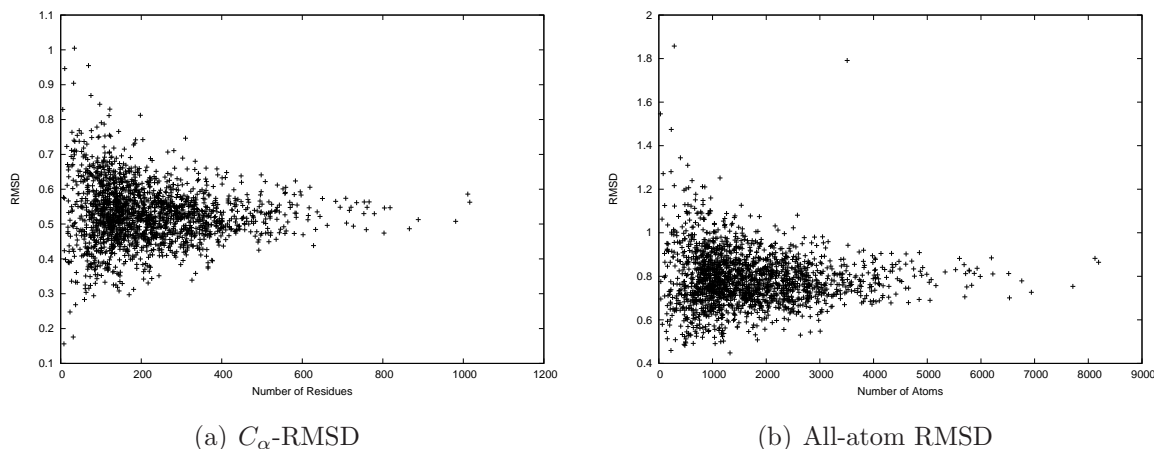 1.1
1
0.9
0.8
0.7
0.6
0.5
0.4
0.3
0.2
0.1
RMSD
0 200 400 600 800 1000 1200
Number of Residues
(a) Cα-RMSD
2
1.8
1.6
1.4
1.2
1
0.8
0.6
0.4
RMSD
0 1000 2000 3000 4000 5000 6000 7000 8000 9000
Number of Atoms
(b) All-atom RMSD